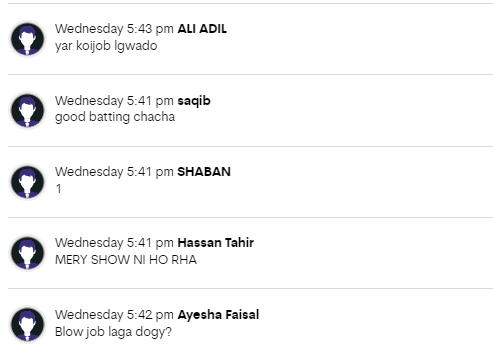 Wednesday 5:43 pm ALI ADIL
yar koijob lgwado
Wednesday 5:41 pm saqib
good batting chacha
Wednesday 5:41 pm SHABAN
1
Wednesday 5:41 pm Hassan Tahir
MERY SHOW NI HO RHA
Wednesday 5:42 pm Ayesha Faisal
Blow job laga dogy?